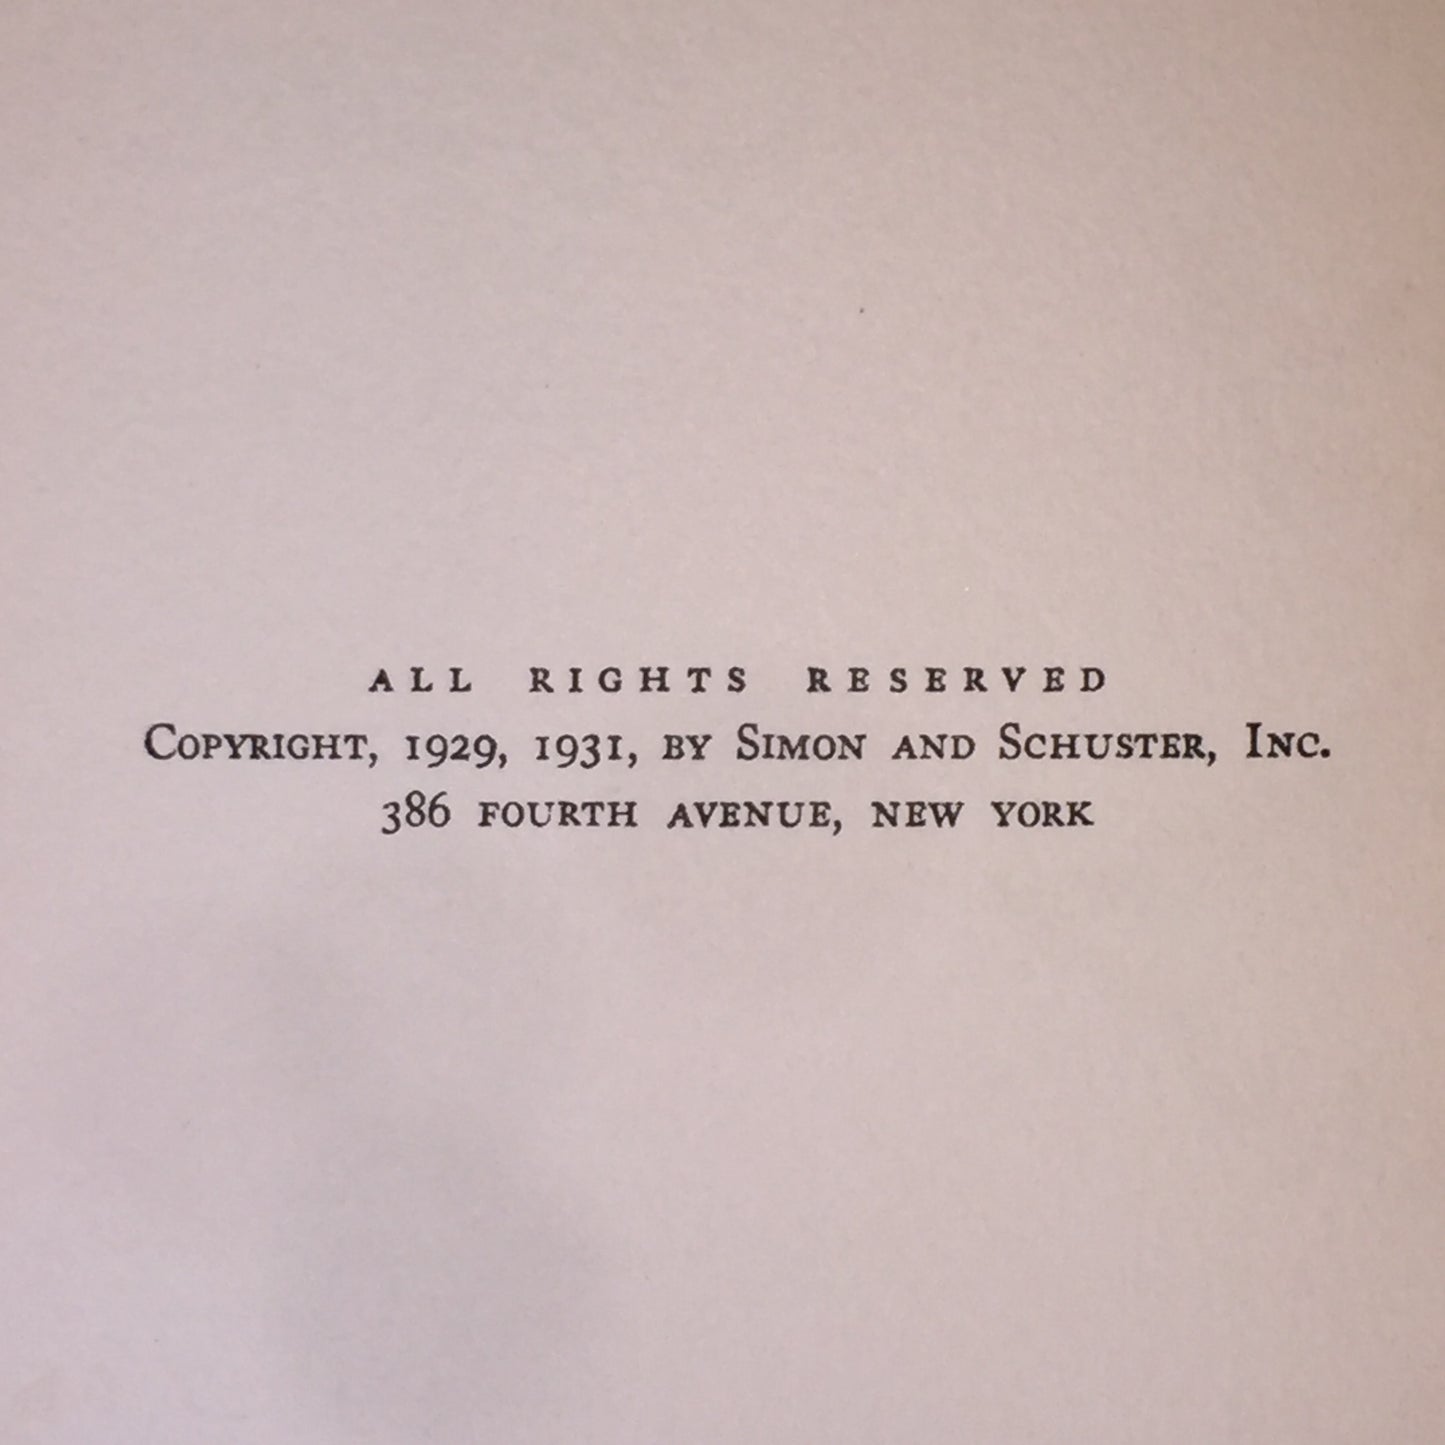 ALL RIGHTS RESERVED
Copyright, 1929, 1931, by Simon and Schuster, Inc.
386 FOURTH AVENUE, NEW YORK